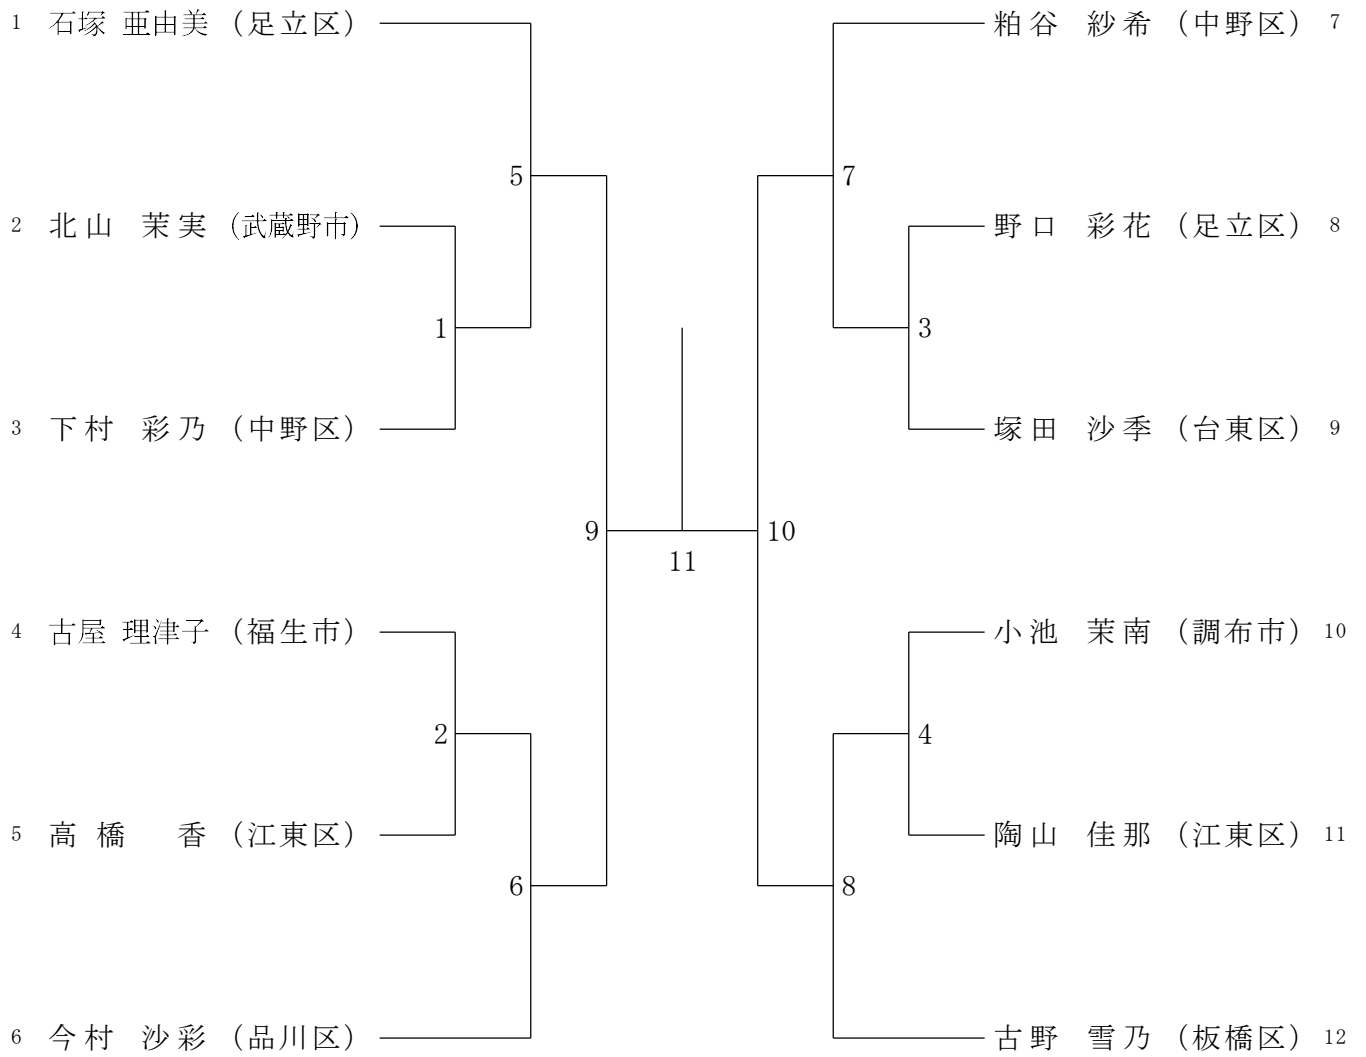 1 石塚 亜由美 （足立区）
5
2 北山 茉実 （武蔵野市）
1
3 下村 彩乃 （中野区）
9
11
4 古屋 理津子 （福生市）
2
5 高橋 香 （江東区）
6
6 今村 沙彩 （品川区）
粕谷 紗希 （中野区） 7
7
野口 彩花 （足立区） 8
3
塚田 沙季 （台東区） 9
10
小池 茉南 （調布市） 10
4
陶山 佳那 （江東区） 11
8
古野 雪乃 （板橋区） 12